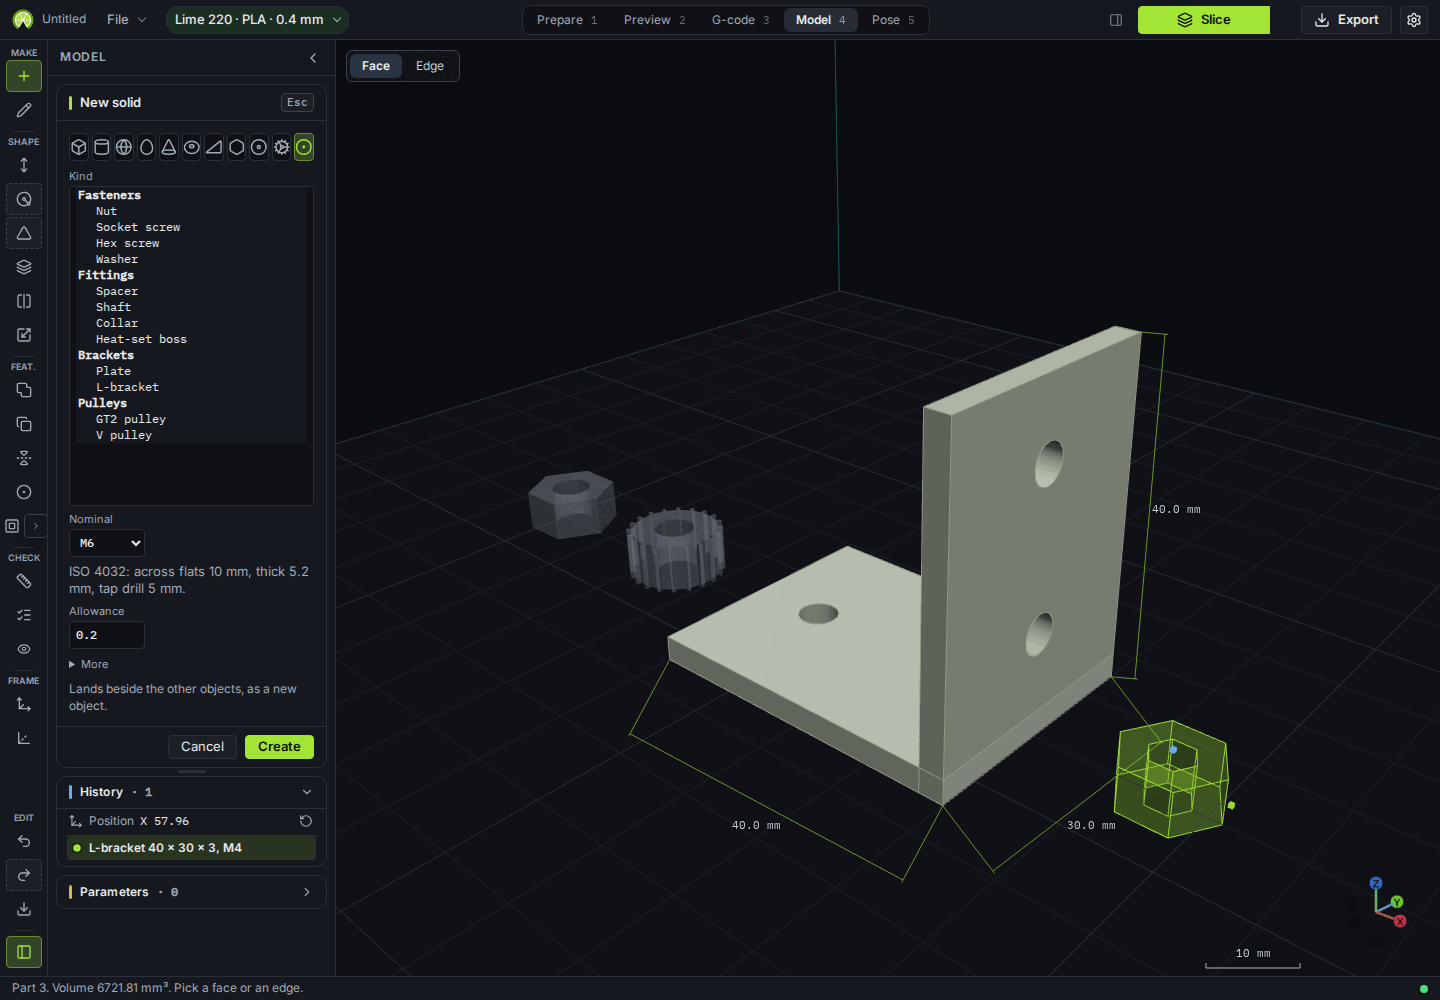 Untitled
File
Lime 220 · PLA · 0.4 mm
Prepare 1
Preview 2
G-code 3
Model 4
Pose 5
Slice
Export
MAKE
SHAPE
FEAT.
CHECK
FRAME
EDIT
MODEL
New solid
Esc
Kind
Fasteners
Nut
Socket screw
Hex screw
Washer
Fittings
Spacer
Shaft
Collar
Heat-set boss
Brackets
Plate
L-bracket
Pulleys
GT2 pulley
V pulley
Nominal
M6
ISO 4032: across flats 10 mm, thick 5.2
mm, tap drill 5 mm.
Allowance
0.2
More
Lands beside the other objects, as a new
object.
Cancel
Create
History · 1
Position X 57.96
L-bracket 40 × 30 × 3, M4
Parameters · 0
Face
Edge
40.0 mm
40.0 mm
30.0 mm
Z
Y
X
10 mm
Part 3. Volume 6721.81 mm³. Pick a face or an edge.